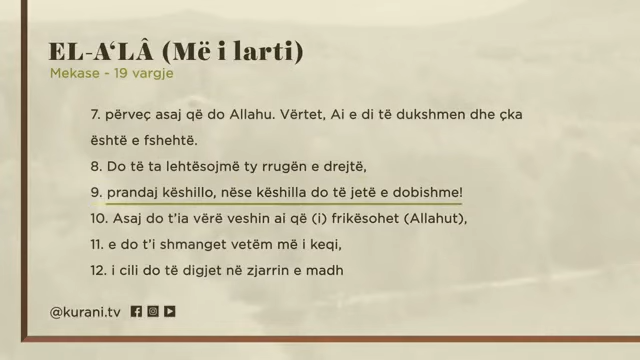 EL-A‘LÂ (Më i larti)
Mekase - 19 vargje
7. përveç asaj që do Allahu. Vërtet, Ai e di të dukshmen dhe çka
është e fshehtë.
8. Do të ta lehtësojmë ty rrugën e drejtë,
9. prandaj këshillo, nëse këshilla do të jetë e dobishme!
10. Asaj do t’ia vërë veshin ai që (i) frikësohet (Allahut),
11. e do t’i shmanget vetëm më i keqi,
12. i cili do të digjet në zjarrin e madh
@kurani.tv